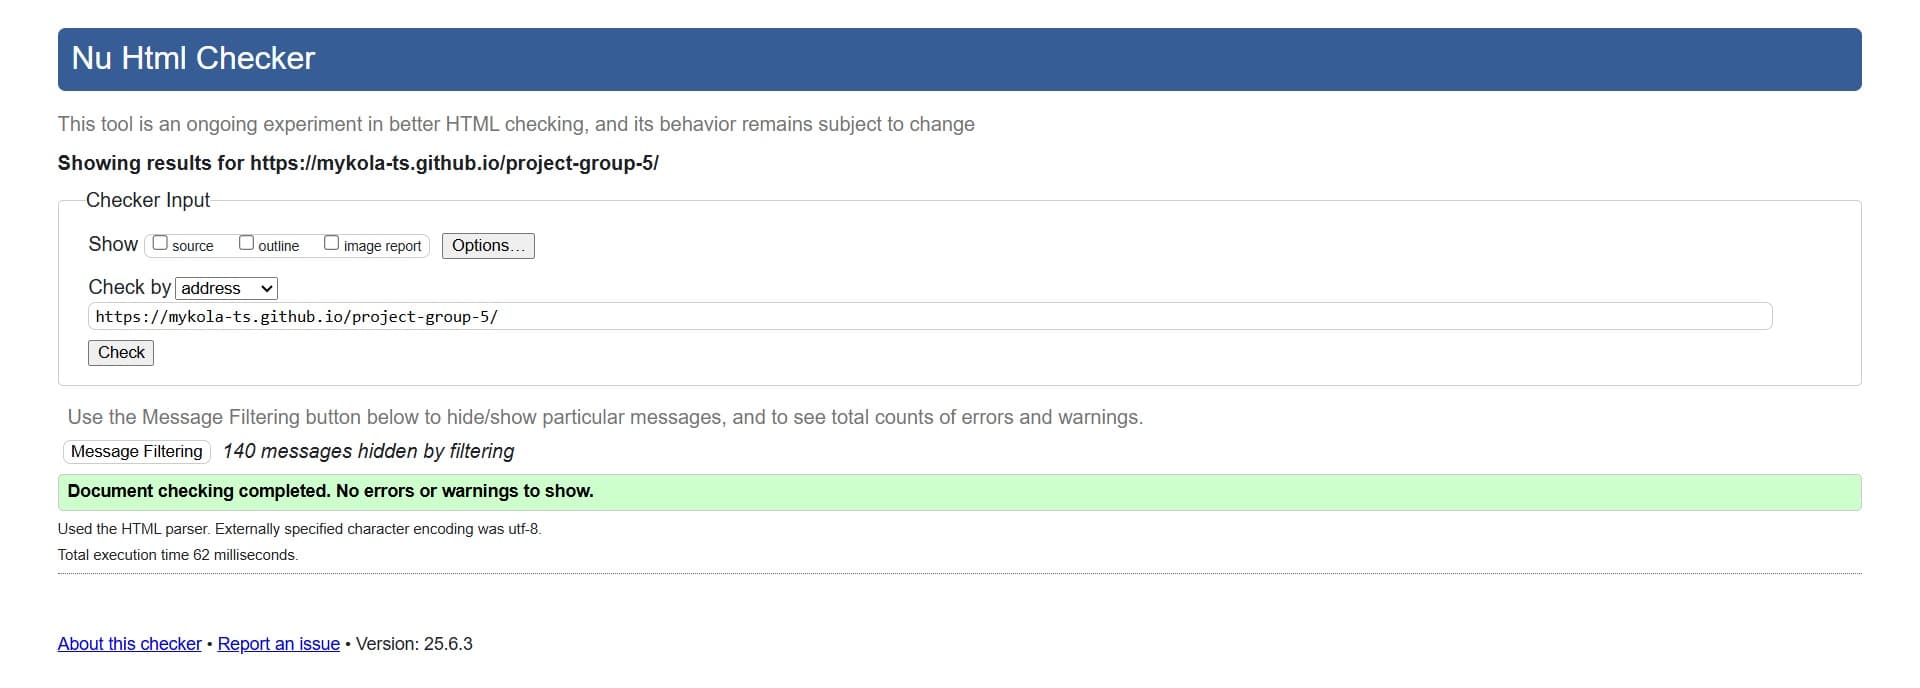 Nu Html Checker
This tool is an ongoing experiment in better HTML checking, and its behavior remains subject to change
Showing results for https://mykola-ts.github.io/project-group-5/
Checker Input
Show source outline image report Options...
Check by address
https://mykola-ts.github.io/project-group-5/
Check
Use the Message Filtering button below to hide/show particular messages, and to see total counts of errors and warnings.
Message Filtering 140 messages hidden by filtering
Document checking completed. No errors or warnings to show.
Used the HTML parser. Externally specified character encoding was utf-8.
Total execution time 62 milliseconds.
About this checker • Report an issue • Version: 25.6.3